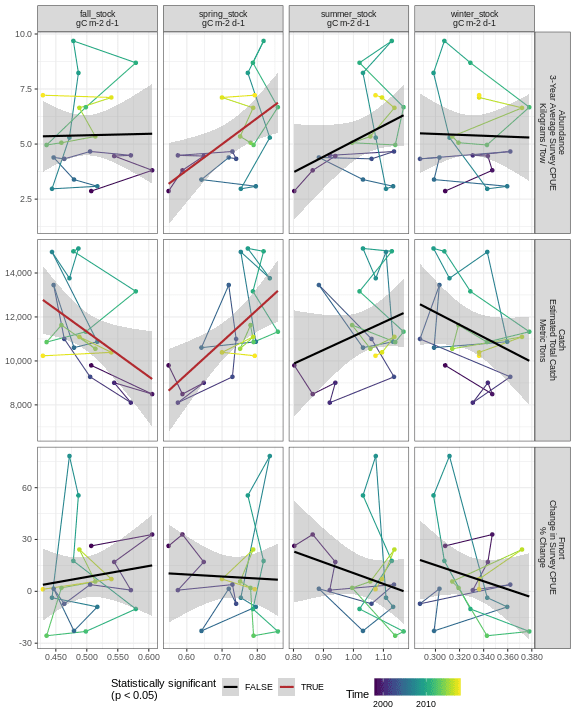 fall_stock
gC m-2 d-1
spring_stock
gC m-2 d-1
summer_stock
gC m-2 d-1
winter_stock
gC m-2 d-1
10.0
7.5
5.0
2.5
Abundance
3-Year Average Survey CPUE
Kilograms / Tow
14,000
12,000
10,000
8,000
Catch
Estimated Total Catch
Metric Tons
60
30
0
-30
Fmort
Change in Survey CPUE
% Change
0.450
0.500
0.550
0.600
0.60
0.70
0.80
0.80
0.90
1.00
1.10
0.300
0.320
0.340
0.360
0.380
Statistically significant
(p < 0.05)
FALSE
TRUE
Time
2000
2010